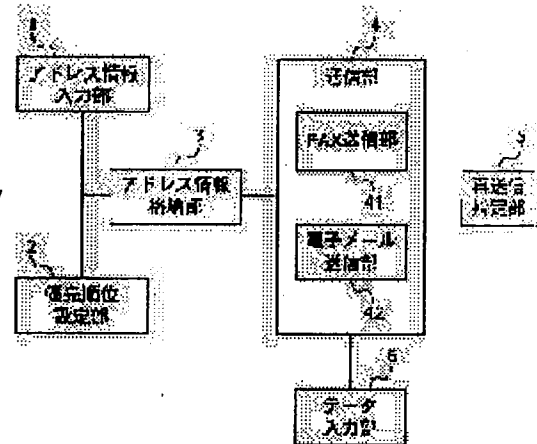 1
アドレス情報
入力部
2
優先順位
設定部
3
アドレス情報
格納部
4
送信部
FAX送信部
41
電子メール
送信部
42
5
再送信
判定部
6
データ
入力部